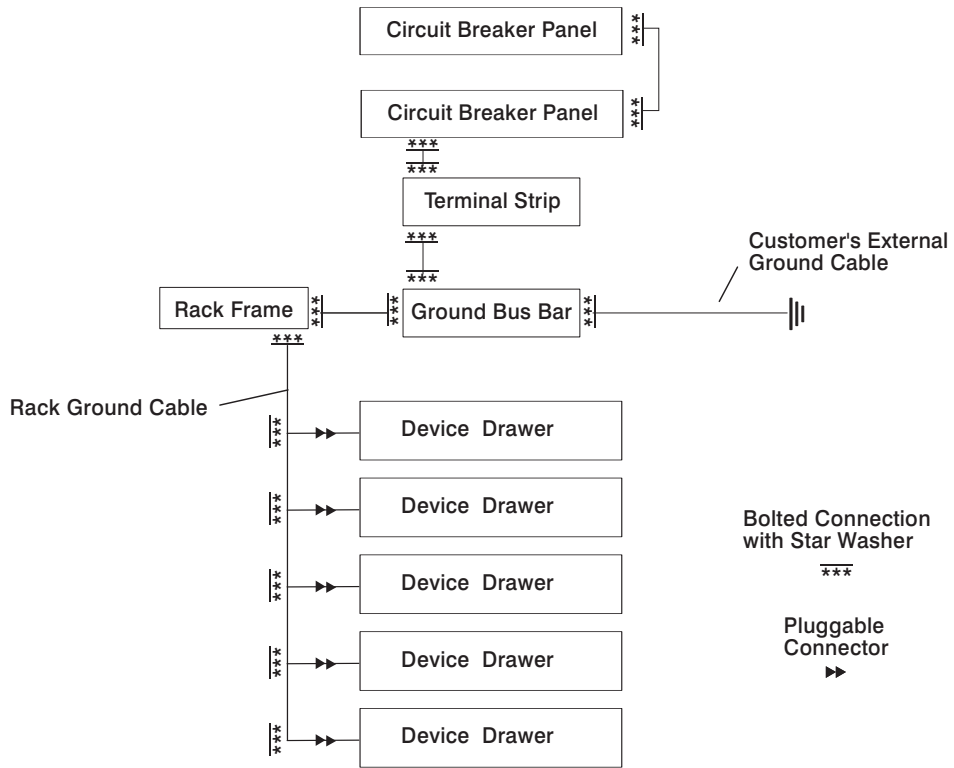 Circuit Breaker Panel
***
Circuit Breaker Panel
***
***
***
Terminal Strip
***
***
Customer's External
Ground Cable
Rack Frame
***
***
Ground Bus Bar
***
***
Rack Ground Cable
***
Device Drawer
***
Device Drawer
Bolted Connection
with Star Washer
***
***
Device Drawer
Pluggable
Connector
***
Device Drawer
***
Device Drawer